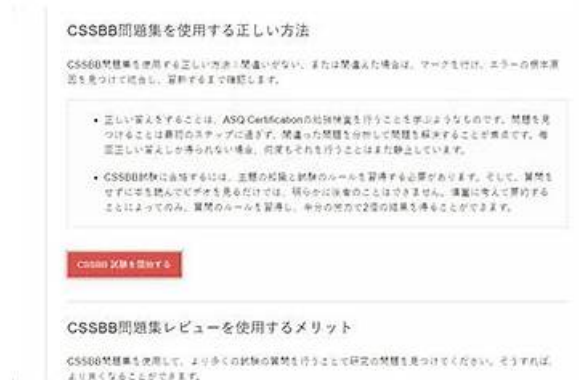 CSSBB問題集を使用する正しい方法
CSSBB問題集を使用する正しい方法：間違いがない、または間違えた場合は、マークを付け、エラーの根本原
因を見つけて統合し、習熟するまで確認します。
正しい答えをすることは、ASQ Certificationの勉強検査を行うことを学ぶようなものです。問題を見
つけることは最初のステップに過ぎず、間違った問題を分析して問題を解決することが焦点です。毎
回正しい答えしか得られない場合、何度もそれを行うことはまだ静止しています。
CSSBB試験に合格するには、主題の知識と試験のルールを習得する必要があります。そして、質問を
せずに本を読んでビデオを見るだけでは、明らかに後者のことはできません。慎重に考えて要約する
ことによってのみ、質問のルールを習得し、半分の労力で2倍の結果を得ることができます。
CSSBB 試験を開始する
CSSBB問題集レビューを使用するメリット
CSSBB問題集を使用して、より多くの試験の質問を行うことで研究の問題を見つけてください。そうすれば、
より良くなることができます。